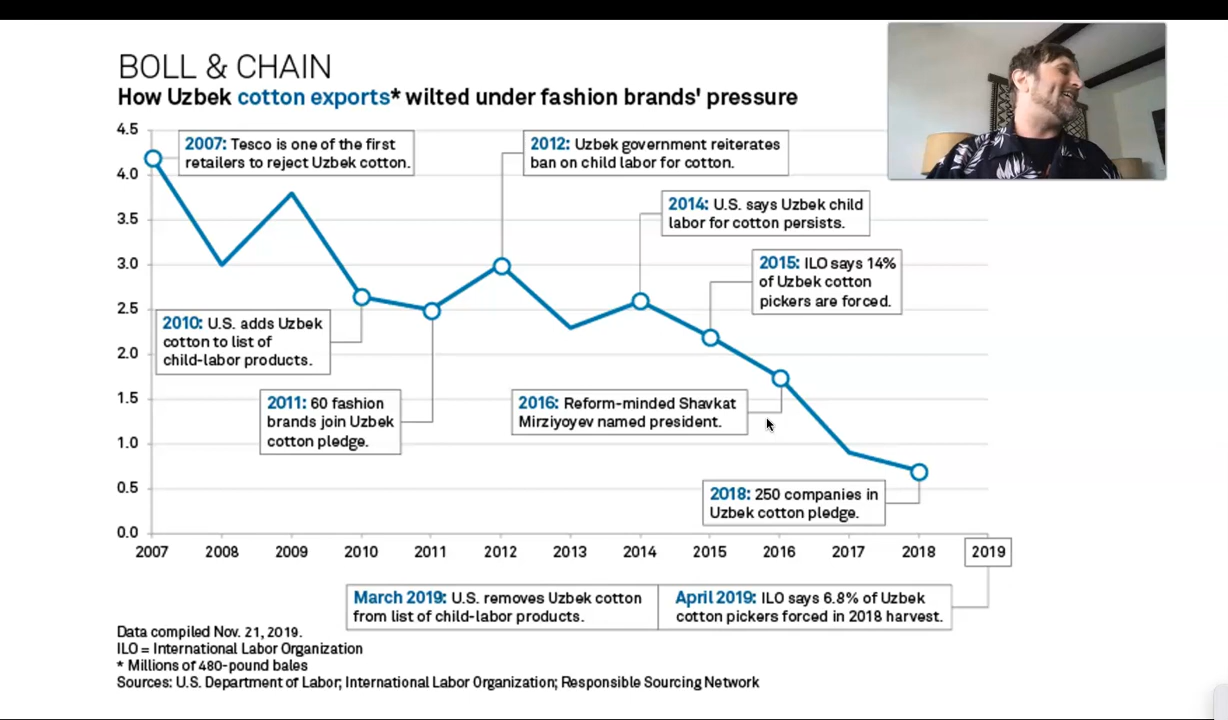 BOLL & CHAIN
How Uzbek cotton exports* wilted under fashion brands' pressure
4.5
4.0
3.5
3.0
2.5
2.0
1.5
1.0
0.5
0.0
2007: Tesco is one of the first
retailers to reject Uzbek cotton.
2012: Uzbek government reiterates
ban on child labor for cotton.
2014: U.S. says Uzbek child
labor for cotton persists.
2015: ILO says 14%
of Uzbek cotton
pickers are forced.
2010: U.S. adds Uzbek
cotton to list of
child-labor products.
2011: 60 fashion
brands join Uzbek
cotton pledge.
2016: Reform-minded Shavkat
Mirziyoyev named president.
2018: 250 companies in
Uzbek cotton pledge.
2007 2008 2009 2010 2011 2012 2013 2014 2015 2016 2017 2018 2019
March 2019: U.S. removes Uzbek cotton
from list of child-labor products.
April 2019: ILO says 6.8% of Uzbek
cotton pickers forced in 2018 harvest.
Data compiled Nov. 21, 2019.
ILO = International Labor Organization
* Millions of 480-pound bales
Sources: U.S. Department of Labor; International Labor Organization; Responsible Sourcing Network